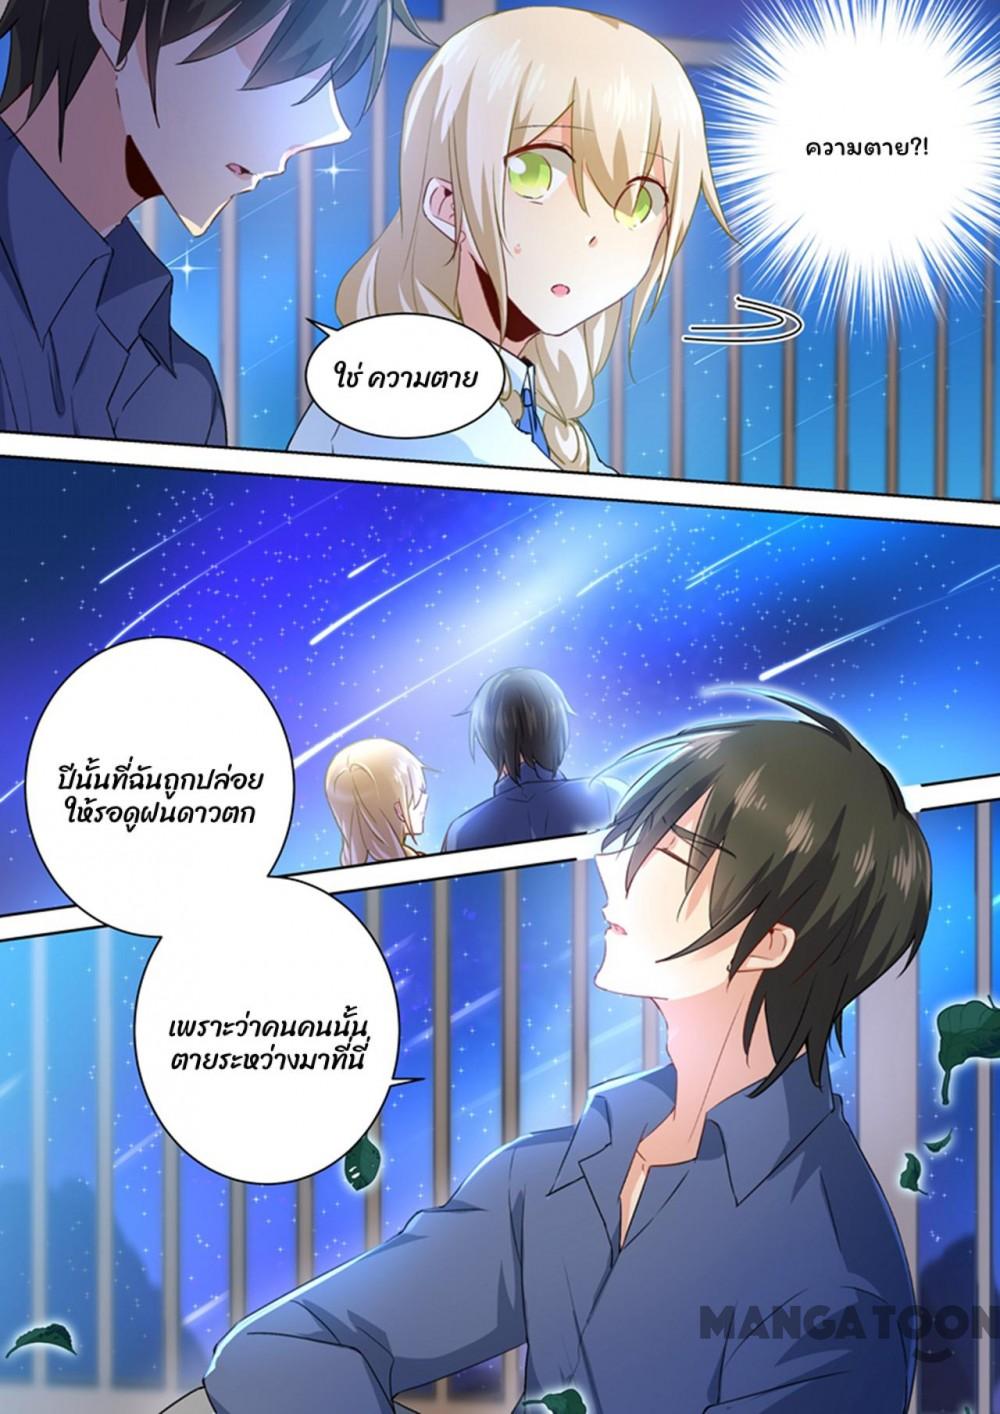 ความตาย?!
ใช่ ความตาย
ปีนั้นที่ฉันถูกปล่อย
ให้รอดูฝนดาวตก
เพราะว่าคนคนนั้น
ตายระหว่างมาที่นี่
MANGATOON